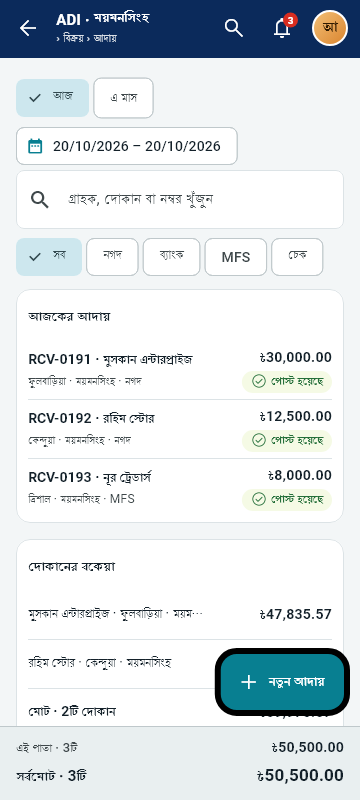 ADI · ময়মনসিংহ
› বিক্রয় › আদায়
3
আ
আজ
এ মাস
20/10/2026 – 20/10/2026
গ্রাহক, দোকান বা নম্বর খুঁজুন
সব
নগদ
ব্যাংক
MFS
চেক
আজকের আদায়
RCV-0191 · মুসকান এন্টারপ্রাইজ
৳30,000.00
ফুলবাড়িয়া · ময়মনসিংহ · নগদ
পোস্ট হয়েছে
RCV-0192 · রহিম স্টোর
৳12,500.00
কেন্দুয়া · ময়মনসিংহ · নগদ
পোস্ট হয়েছে
RCV-0193 · নূর ট্রেডার্স
৳8,000.00
ত্রিশাল · ময়মনসিংহ · MFS
পোস্ট হয়েছে
দোকানের বকেয়া
মুসকান এন্টারপ্রাইজ · ফুলবাড়িয়া · ময়ম…
৳47,835.57
রহিম স্টোর · কেন্দুয়া · ময়মনসিংহ
নতুন আদায়
মোট · 2টি দোকান
এই পাতা · 3টি
৳50,500.00
সর্বমোট · 3টি
৳50,500.00